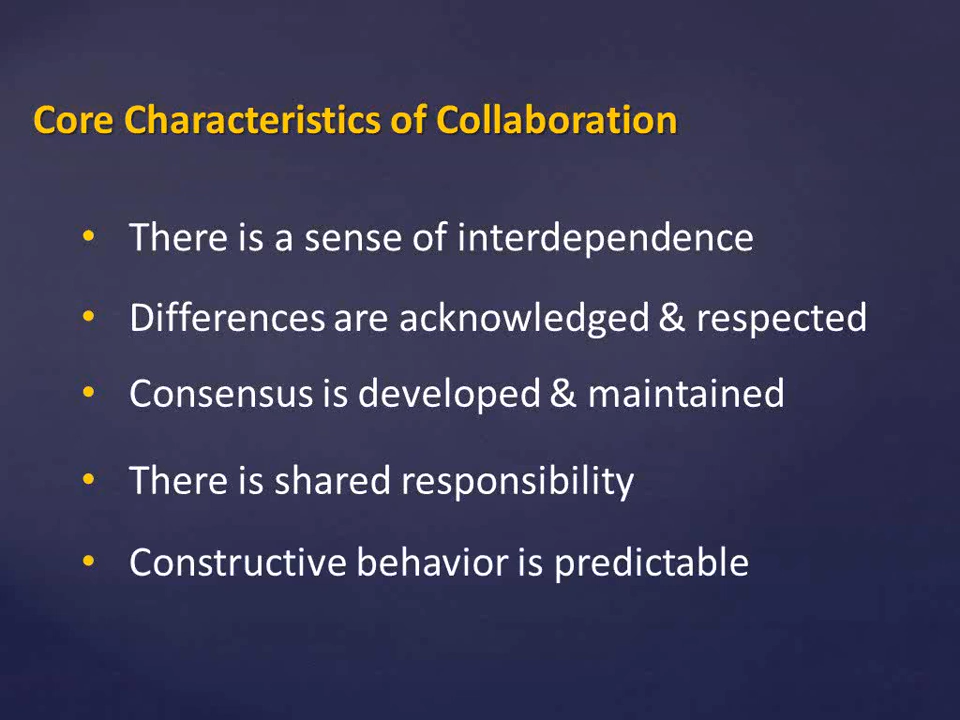 Core Characteristics of Collaboration
• There is a sense of interdependence
• Differences are acknowledged & respected
• Consensus is developed & maintained
• There is shared responsibility
• Constructive behavior is predictable